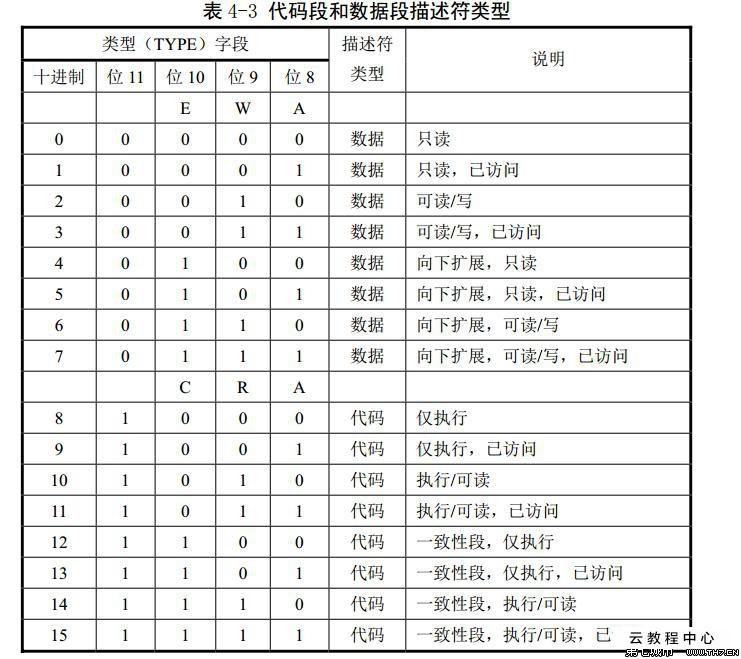 表 4-3 代码段和数据段描述符类型
类型（TYPE）字段 描述符类型 说明
十进制 位 11 位 10 位 9 位 8
E W A
0 0 0 0 0 数据 只读
1 0 0 0 1 数据 只读，已访问
2 0 0 1 0 数据 可读/写
3 0 0 1 1 数据 可读/写，已访问
4 0 1 0 0 数据 向下扩展，只读
5 0 1 0 1 数据 向下扩展，只读，已访问
6 0 1 1 0 数据 向下扩展，可读/写
7 0 1 1 1 数据 向下扩展，可读/写，已访问
C R A
8 1 0 0 0 代码 仅执行
9 1 0 0 1 代码 仅执行，已访问
10 1 0 1 0 代码 执行/可读
11 1 0 1 1 代码 执行/可读，已访问
12 1 1 0 0 代码 一致性段，仅执行
13 1 1 0 1 代码 一致性段，仅执行，已访问
14 1 1 1 0 代码 一致性段，执行/可读
15 1 1 1 1 代码 一致性段，执行/可读，已
云教程中心
WWW.TH7.CN